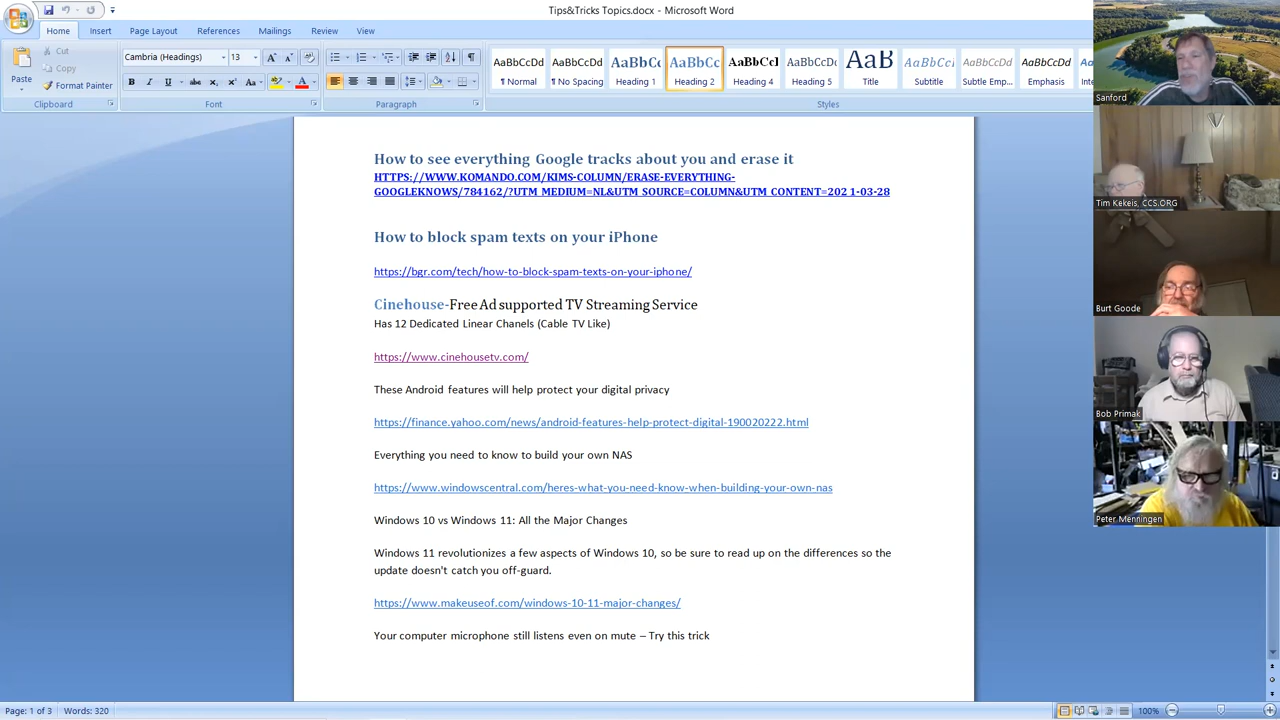 Tips&Tricks Topics.docx - Microsoft Word
Home Insert Page Layout References Mailings Review View
Paste
Cut
Copy
Format Painter
Clipboard
Cambria (Headings) 13
Font
Paragraph
AaBbCcDd AaBbCcDd AaBbCc AaBbCc AaBbCcI AaBbCcDc AaB AaBbCcDd AaBbCcDd AaBbCcDd
¶ Normal ¶ No Spacing Heading 1 Heading 2 Heading 4 Heading 5 Title Subtitle Subtle Emp... Emphasis
Styles
How to see everything Google tracks about you and erase it
HTTPS://WWW.KOMANDO.COM/KIMS-COLUMN/ERASE-EVERYTHING-
GOOGLEKNOWS/784162/?UTM_MEDIUM=NL&UTM_SOURCE=COLUMN&UTM_CONTENT=2021-03-28
How to block spam texts on your iPhone
https://bgr.com/tech/how-to-block-spam-texts-on-your-iphone/
Cinehouse-Free Ad supported TV Streaming Service
Has 12 Dedicated Linear Chanels (Cable TV Like)
https://www.cinehousetv.com/
These Android features will help protect your digital privacy
https://finance.yahoo.com/news/android-features-help-protect-digital-190020222.html
Everything you need to know to build your own NAS
https://www.windowscentral.com/heres-what-you-need-know-when-building-your-own-nas
Windows 10 vs Windows 11: All the Major Changes
Windows 11 revolutionizes a few aspects of Windows 10, so be sure to read up on the differences so the
update doesn't catch you off-guard.
https://www.makeuseof.com/windows-10-11-major-changes/
Your computer microphone still listens even on mute – Try this trick
Sanford
Tim Kekeis, CCS.ORG
Burt Goode
Bob Primak
Peter Menningen
Page: 1 of 3 Words: 320
100%